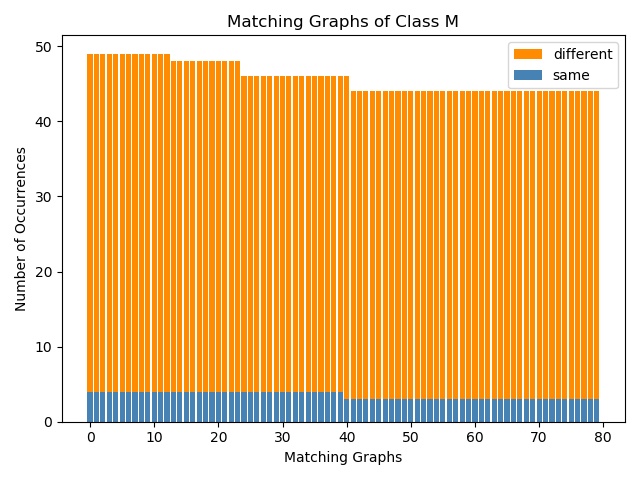 Matching Graphs of Class M
different
same
50
40
30
20
10
0
Number of Occurrences
0 10 20 30 40 50 60 70 80
Matching Graphs